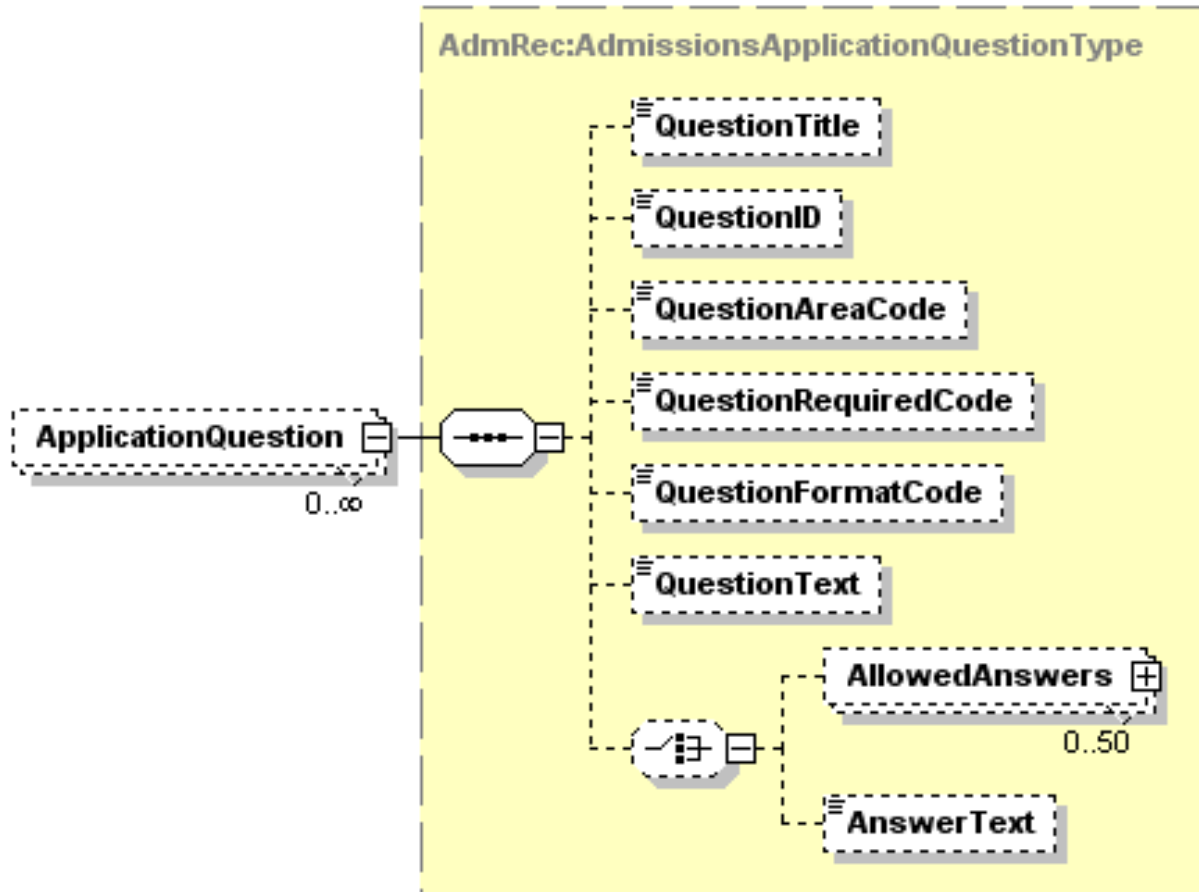 AdmRec:AdmissionsApplicationQuestionType
QuestionTitle
QuestionID
QuestionAreaCode
QuestionRequiredCode
ApplicationQuestion
0..∞
QuestionFormatCode
QuestionText
AllowedAnswers
0..50
AnswerText